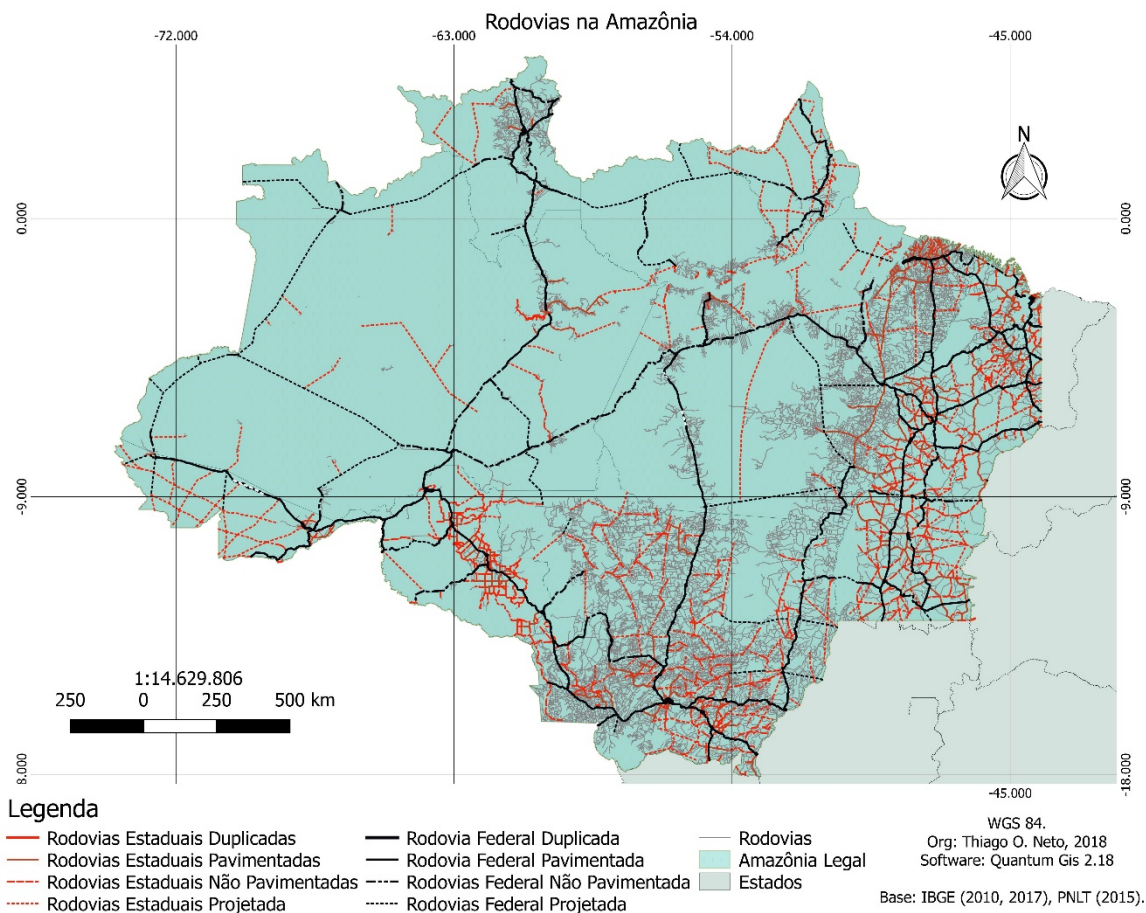 Rodovias na Amazônia
-72.000 -63.000 -54.000 -45.000
N
0.000 0.000
-9.000 -9.000
1:14.629.806
250 0 250 500 km
8.000 -18.000
-45.000
Legenda
Rodovias Estaduais Duplicadas
Rodovias Estaduais Pavimentadas
Rodovias Estaduais Não Pavimentadas
Rodovias Estaduais Projetada
Rodovia Federal Duplicada
Rodovia Federal Pavimentada
Rodovias Federal Não Pavimentada
Rodovias Federal Projetada
Rodovias
Amazônia Legal
Estados
WGS 84.
Org: Thiago O. Neto, 2018
Software: Quantum Gis 2.18
Base: IBGE (2010, 2017), PNLT (2015).